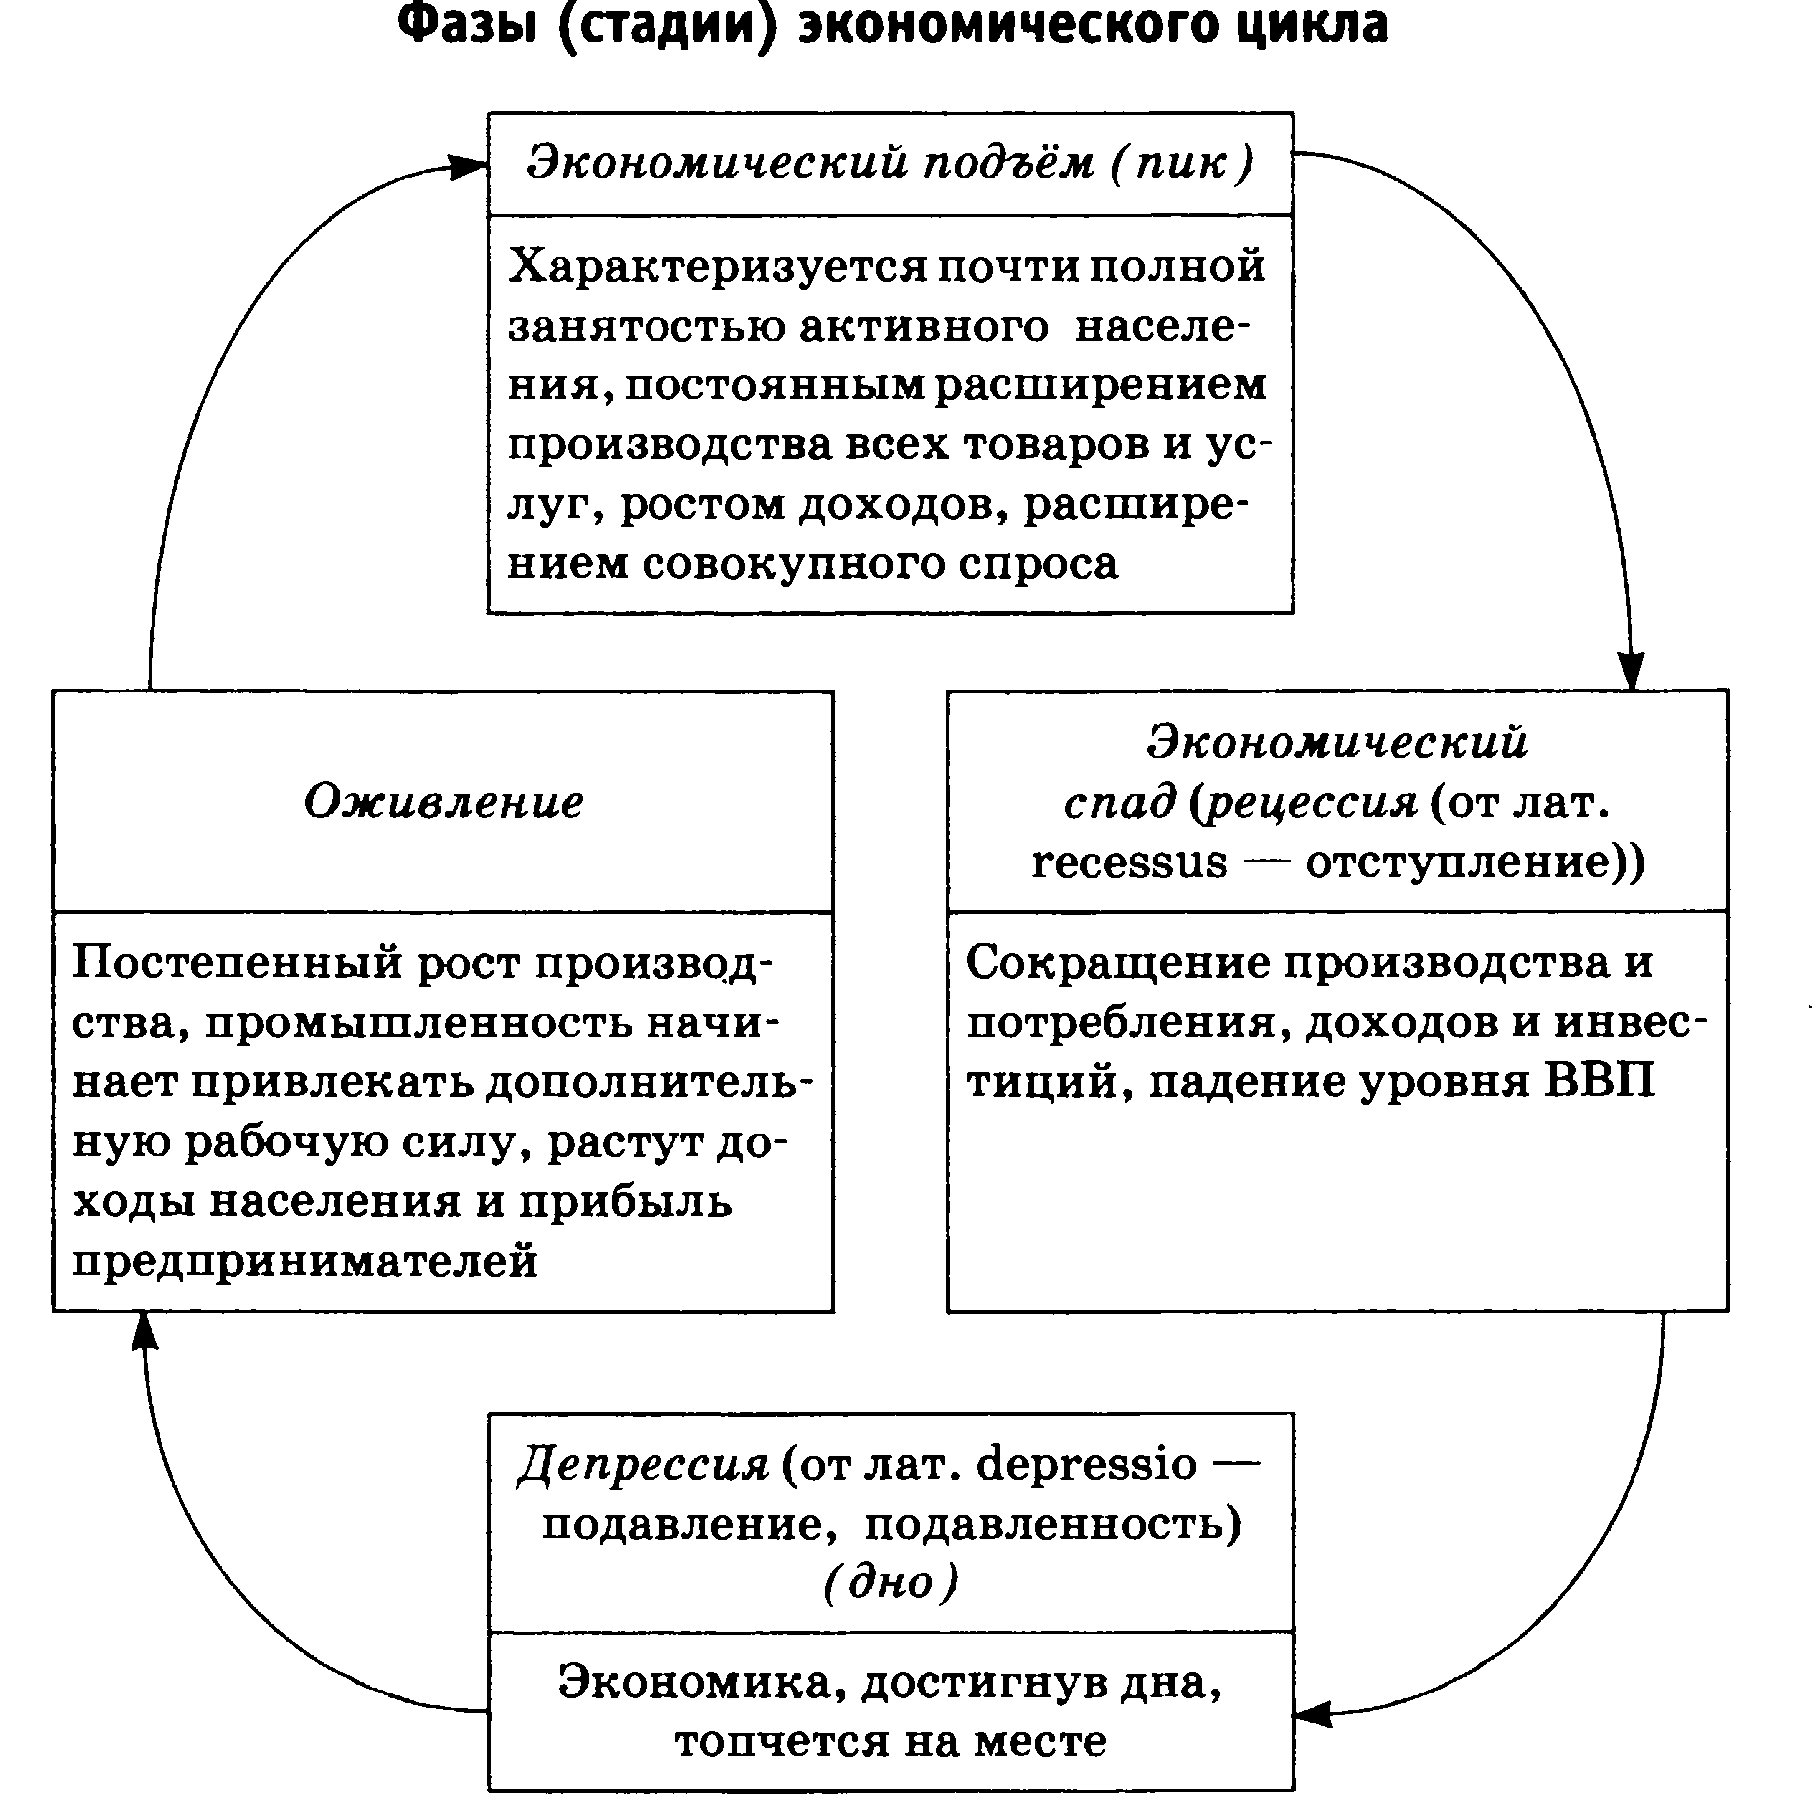 Фазы (стадии) экономического цикла
Экономический подъём (пик)
Характеризуется почти полной
занятостью активного населе-
ния, постоянным расширением
производства всех товаров и ус-
луг, ростом доходов, расшире-
нием совокупного спроса
Оживление
Постепенный рост производ-
ства, промышленность начи-
нает привлекать дополнитель-
ную рабочую силу, растут до-
ходы населения и прибыль
предпринимателей
Экономический
спад (рецессия (от лат.
recessus — отступление))
Сокращение производства и
потребления, доходов и инвес-
тиций, падение уровня ВВП
Депрессия (от лат. depressio —
подавление, подавленность)
(дно)
Экономика, достигнув дна,
топчется на месте